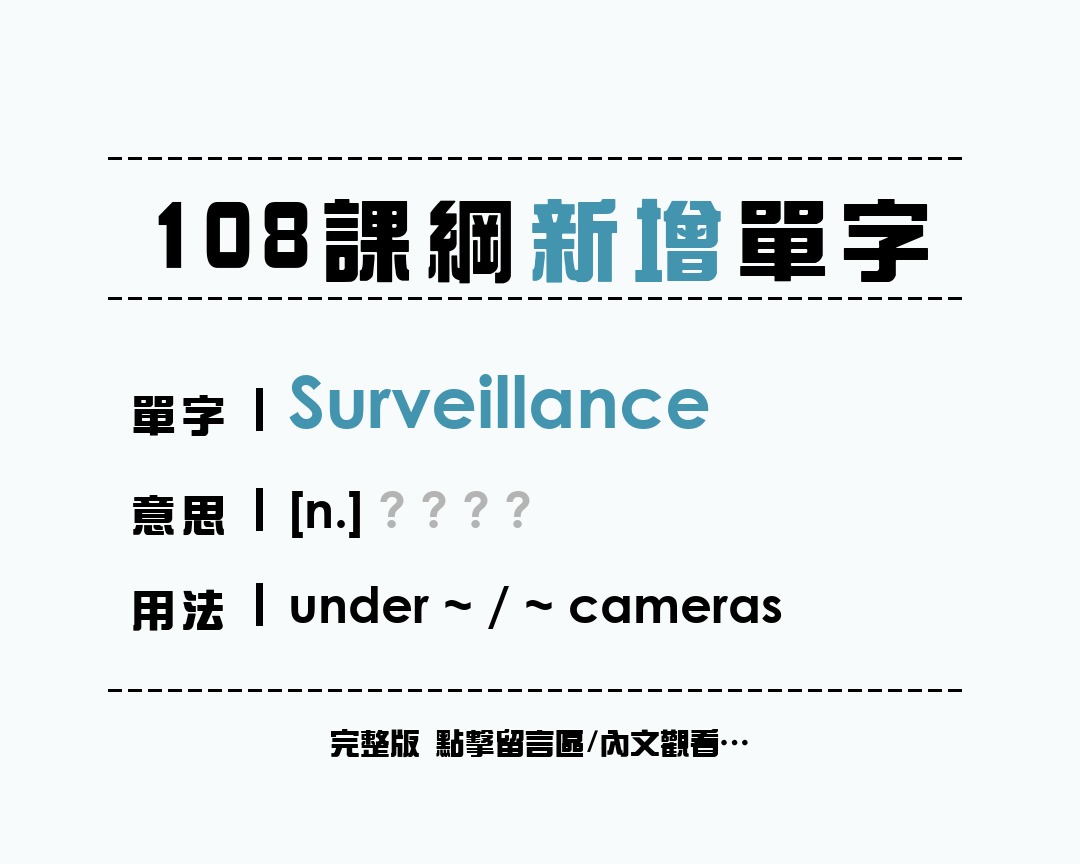 108課綱新增單字
單字 | Surveillance
意思 | [n.] ????
用法 | under ~ / ~ cameras
完整版 點擊留言區/內文觀看…